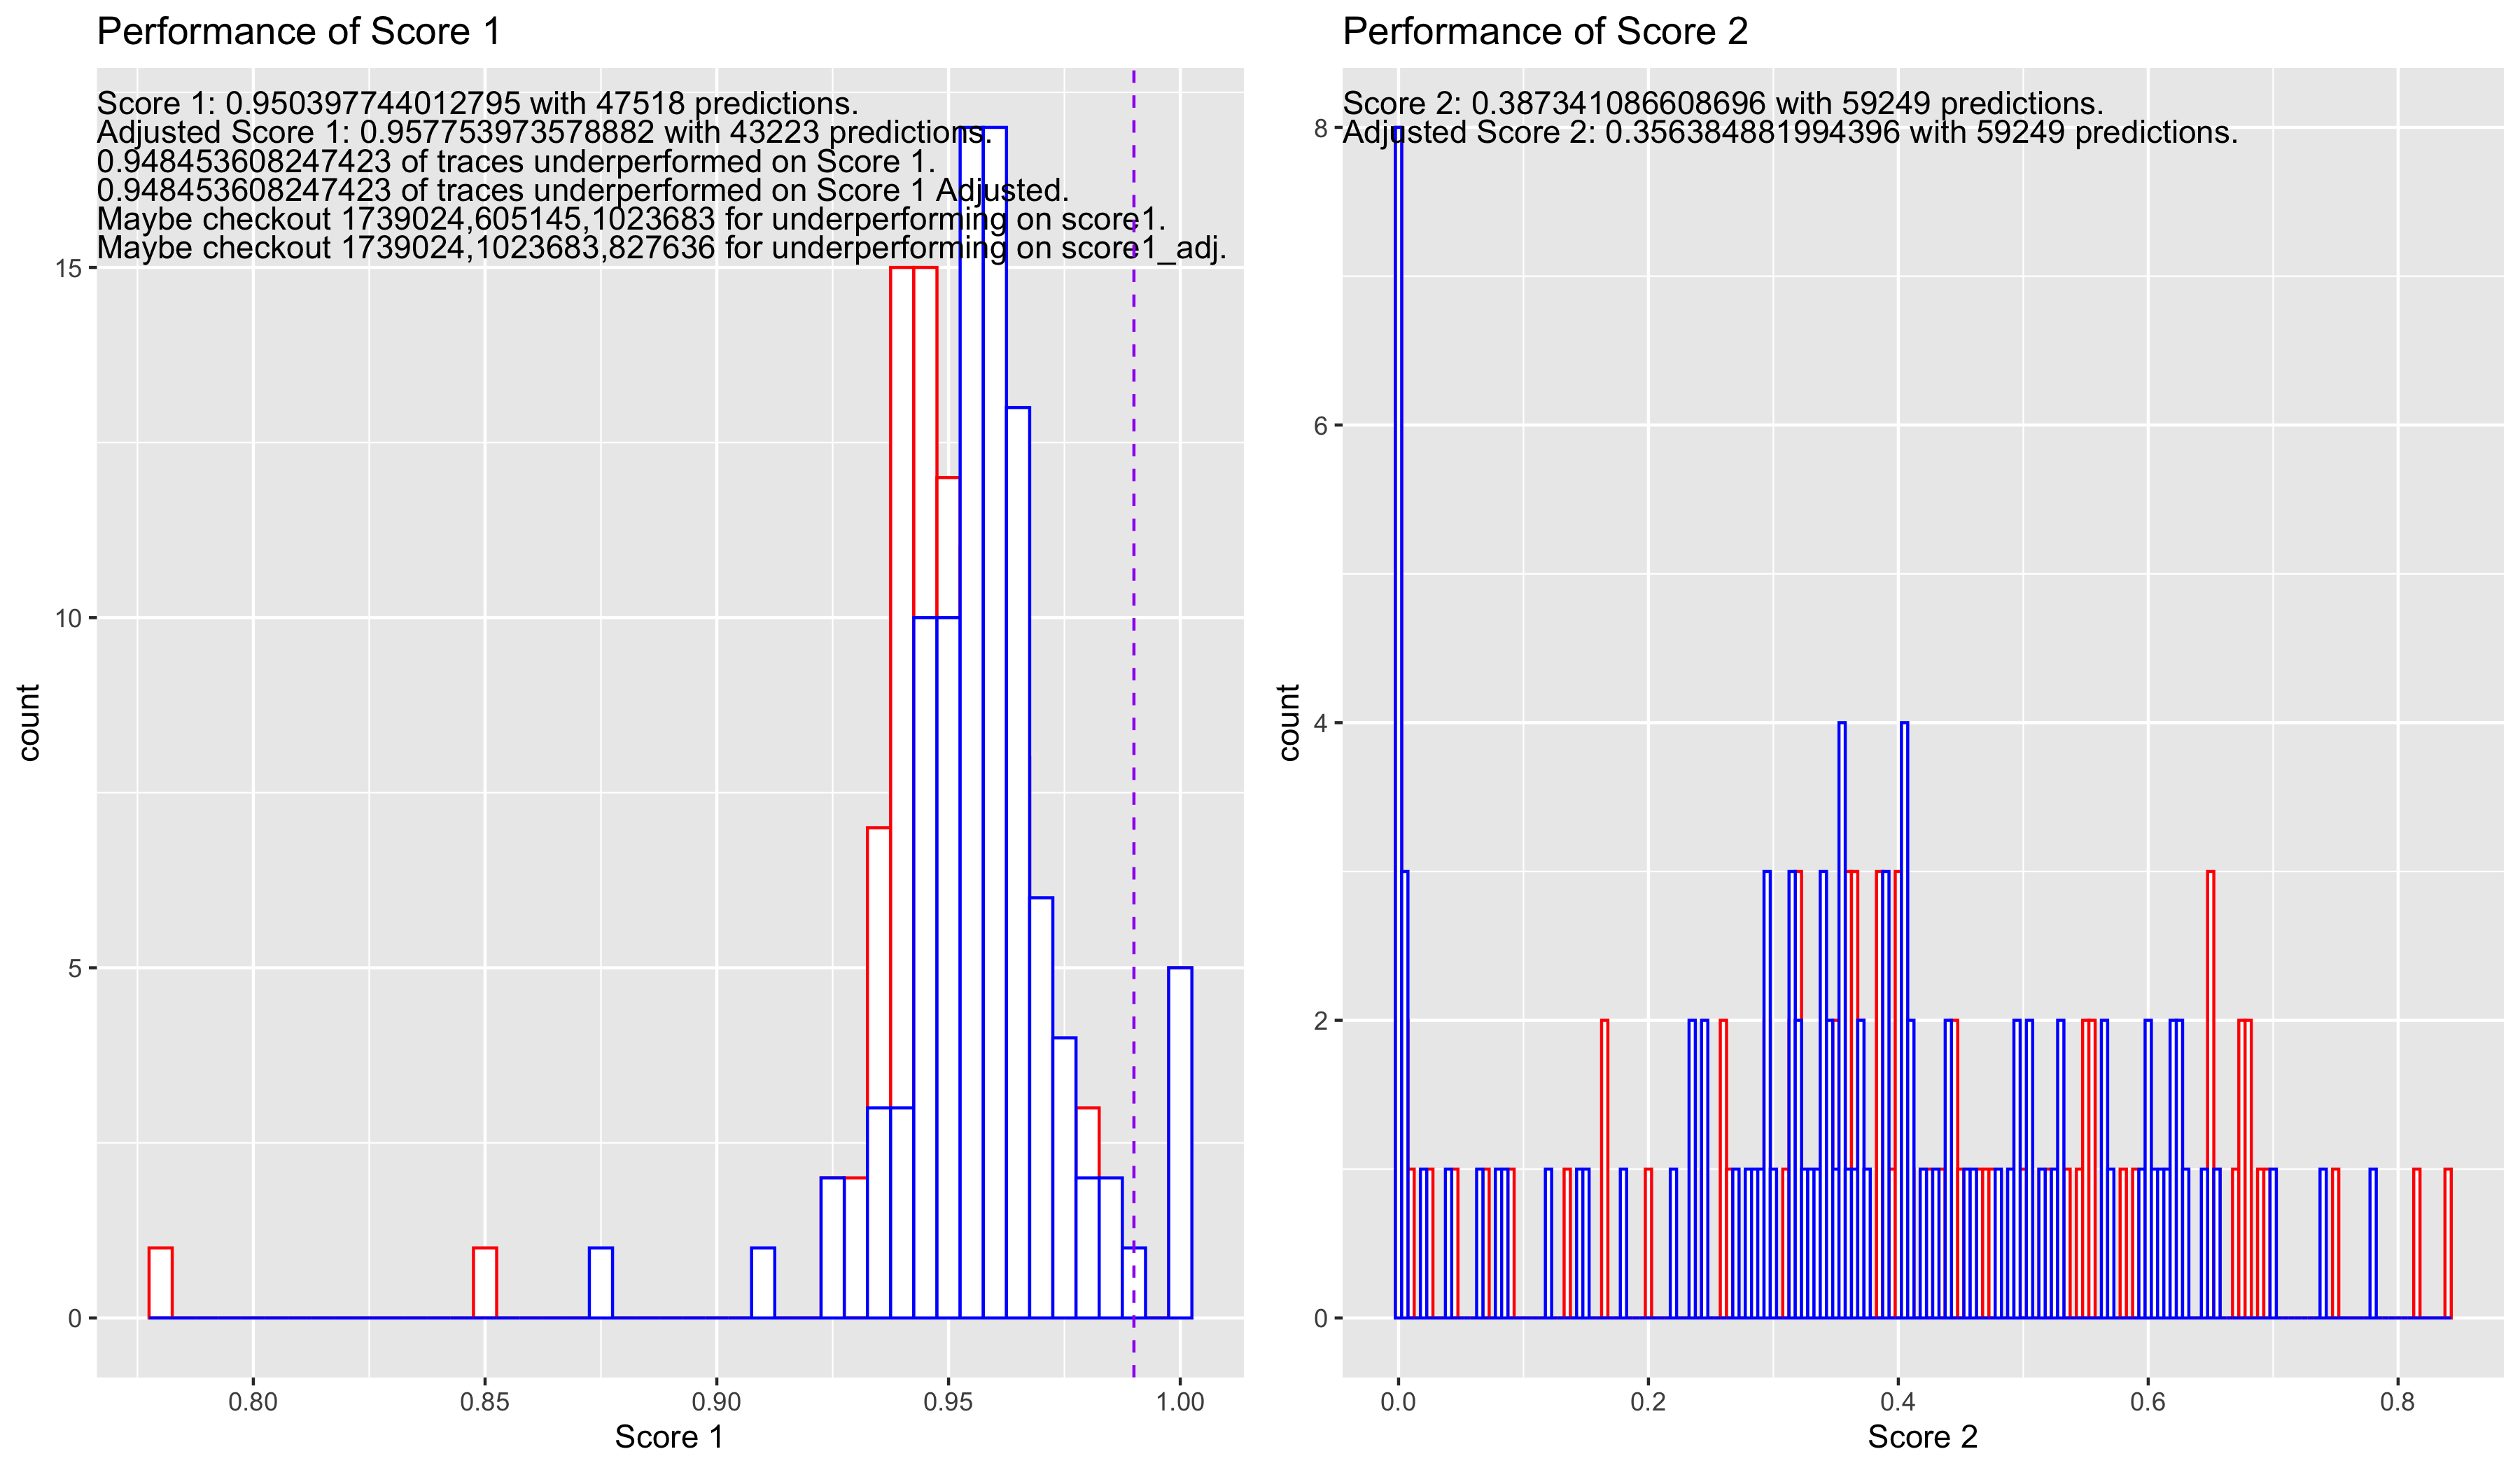 Performance of Score 1
Score 1: 0.950397744012795 with 47518 predictions.
Adjusted Score 1: 0.957753973578882 with 43223 predictions.
0.948453608247423 of traces underperformed on Score 1.
0.948453608247423 of traces underperformed on Score 1 Adjusted.
Maybe checkout 1739024,605145,1023683 for underperforming on score1.
Maybe checkout 1739024,1023683,827636 for underperforming on score1_adj.
15
10
5
0
count
0.80 0.85 0.90 0.95 1.00
Score 1
Performance of Score 2
Score 2: 0.387341086608696 with 59249 predictions.
Adjusted Score 2: 0.356384881994396 with 59249 predictions.
8
6
4
2
0
count
0.0 0.2 0.4 0.6 0.8
Score 2